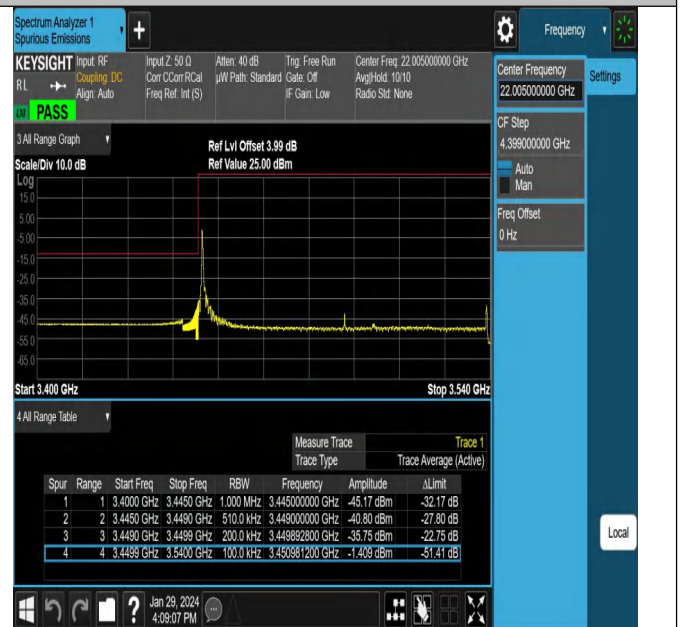 Spectrum Analyzer 1
Spurious Emissions
+
Frequency
KEYSIGHT Input: RF Input Z: 50 Ω Atten: 40 dB Trig: Free Run Center Freq: 22.005000000 GHz
RL Coupling: DC Corr CCorr RCal µW Path: Standard Gate: Off Avg|Hold: 10/10
Align: Auto Freq Ref: Int (S) IF Gain: Low Radio Std: None
PASS
Center Frequency
22.005000000 GHz
Settings
CF Step
4.399000000 GHz
Auto
Man
Freq Offset
0 Hz
3 All Range Graph
Ref Lvl Offset 3.99 dB
Scale/Div 10.0 dB Ref Value 25.00 dBm
Log
15.0
5.00
-5.00
-15.0
-25.0
-35.0
-45.0
-55.0
-65.0
Start 3.400 GHz Stop 3.540 GHz
4 All Range Table
Measure Trace Trace 1
Trace Type Trace Average (Active)
Spur Range Start Freq Stop Freq RBW Frequency Amplitude ΔLimit
1 1 3.4000 GHz 3.4450 GHz 1.000 MHz 3.445000000 GHz -45.17 dBm -32.17 dB
2 2 3.4450 GHz 3.4490 GHz 510.0 kHz 3.449000000 GHz -40.80 dBm -27.80 dB
3 3 3.4490 GHz 3.4499 GHz 200.0 kHz 3.449892800 GHz -35.75 dBm -22.75 dB
4 4 3.4499 GHz 3.5400 GHz 100.0 kHz 3.450981200 GHz -1.409 dBm -51.41 dB
Local
? Jan 29, 2024
4:09:07 PM